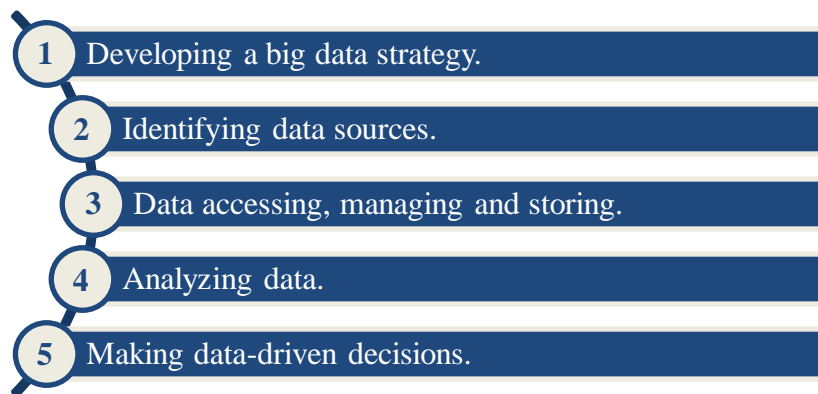 1 Developing a big data strategy.
2 Identifying data sources.
3 Data accessing, managing and storing.
4 Analyzing data.
5 Making data-driven decisions.